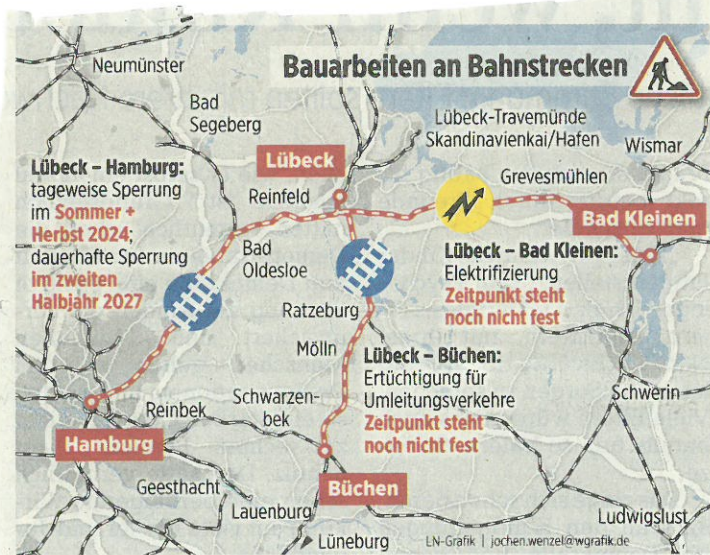 Bauarbeiten an Bahnstrecken
Neumünster
Bad
Segeberg
Lübeck-Travemünde
Skandinavienkai/Hafen
Wismar
Lübeck
Lübeck – Hamburg:
tageweise Sperrung
im Sommer +
Herbst 2024;
dauerhafte Sperrung
im zweiten
Halbjahr 2027
Reinfeld
Grevesmühlen
Bad Kleinen
Bad
Oldesloe
Lübeck – Bad Kleinen:
Elektrifizierung
Zeitpunkt steht
noch nicht fest
Ratzeburg
Mölln
Lübeck – Büchen:
Ertüchtigung für
Umleitungsverkehre
Zeitpunkt steht
noch nicht fest
Schwerin
Schwarzen-
bek
Reinbek
Hamburg
Geesthacht
Büchen
Lauenburg
Ludwigslust
Lüneburg
LN-Grafik | jochen.wenzel@wgrafik.de